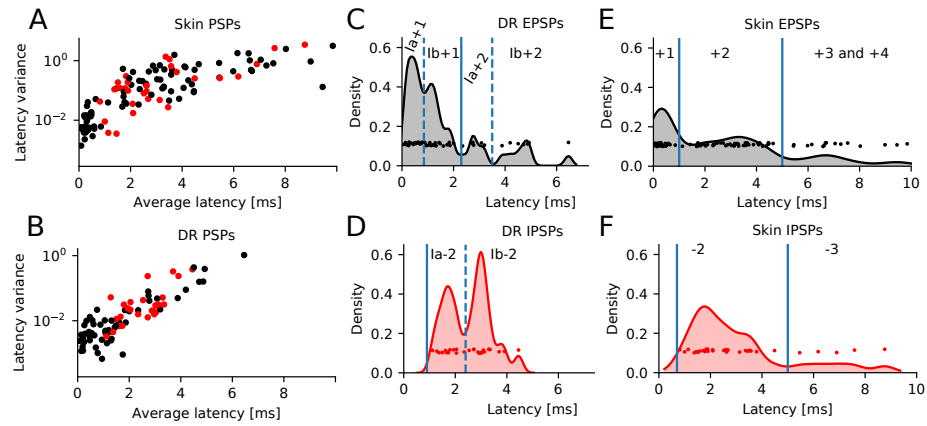 A
Skin PSPs
Latency variance
10⁰
10⁻²
0 2 4 6 8
Average latency [ms]
B
DR PSPs
Latency variance
10⁰
10⁻²
0 2 4 6 8
Average latency [ms]
C
DR EPSPs
Ia+1
Ib+1
Ia+2
Ib+2
Density
0.6
0.4
0.2
0.0
0 2 4 6
Latency [ms]
D
DR IPSPs
Ia-2
Ib-2
Density
0.6
0.4
0.2
0.0
0 2 4 6
Latency [ms]
E
Skin EPSPs
+1
+2
+3 and +4
Density
0.6
0.4
0.2
0.0
0 2 4 6 8 10
Latency [ms]
F
Skin IPSPs
-2
-3
Density
0.6
0.4
0.2
0.0
0 2 4 6 8 10
Latency [ms]